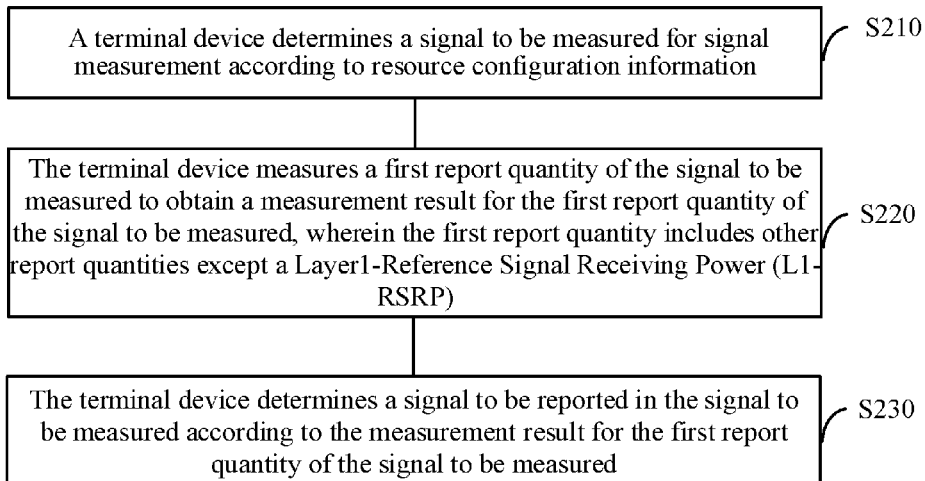 A terminal device determines a signal to be measured for signal
measurement according to resource configuration information
S210
The terminal device measures a first report quantity of the signal to be
measured to obtain a measurement result for the first report quantity of
the signal to be measured, wherein the first report quantity includes other
report quantities except a Layer1-Reference Signal Receiving Power (L1-
RSRP)
S220
The terminal device determines a signal to be reported in the signal to
be measured according to the measurement result for the first report
quantity of the signal to be measured
S230